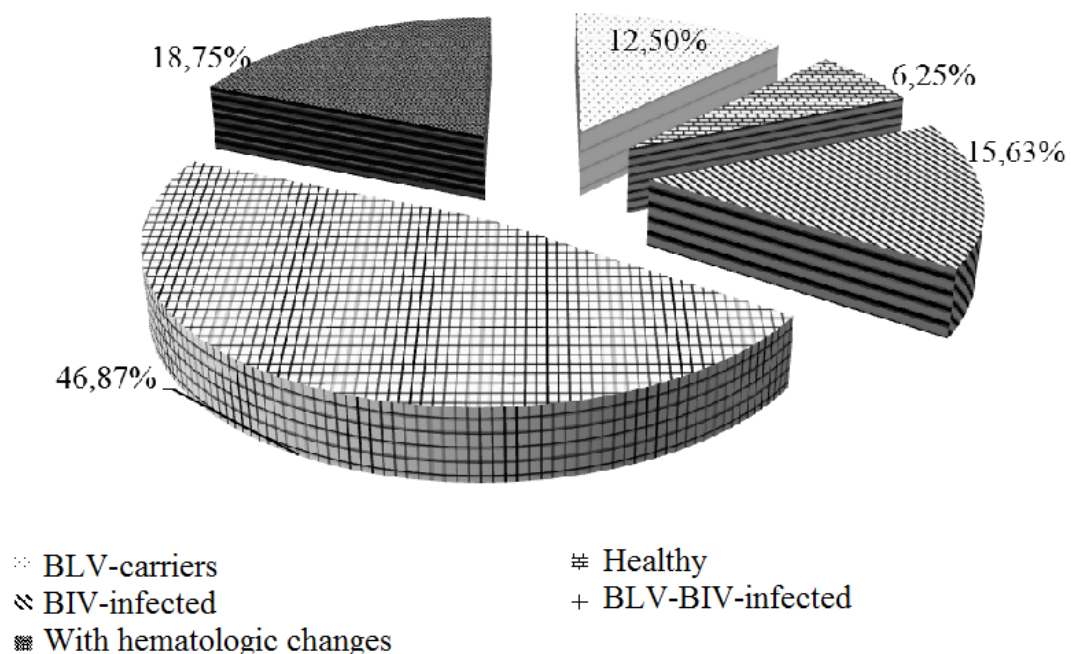 18,75%
12,50%
6,25%
15,63%
46,87%
BLV-carriers
Healthy
BIV-infected
BLV-BIV-infected
With hematologic changes